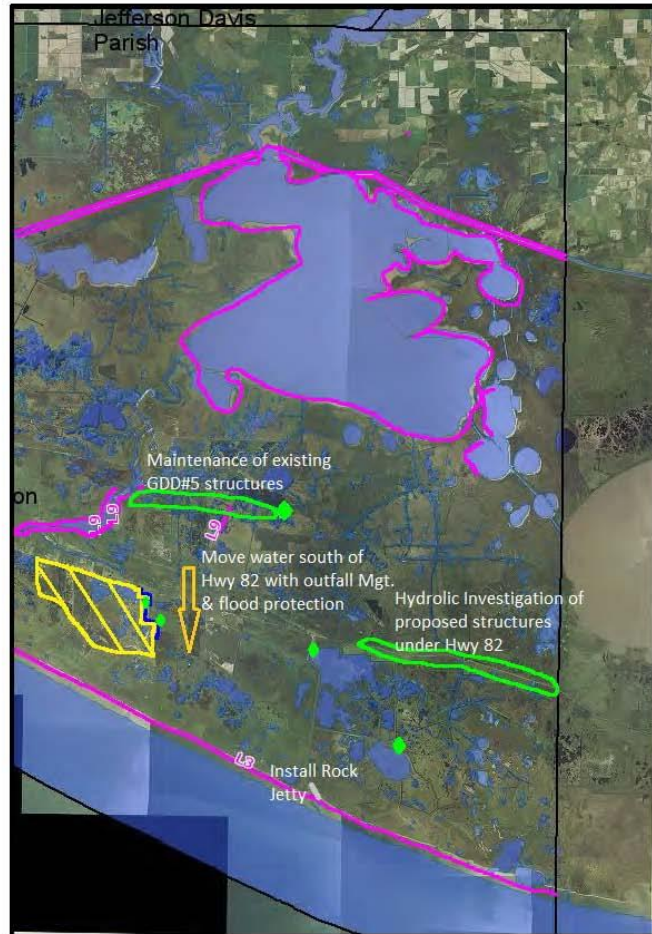 Jefferson Davis
Parish
Maintenance of existing
GDD#5 structures
on
L9
L9
L9
Move water south of
Hwy 82 with outfall Mgt.
& flood protection
Hydrolic Investigation of
proposed structures
under Hwy 82
L3
Install Rock
Jetty